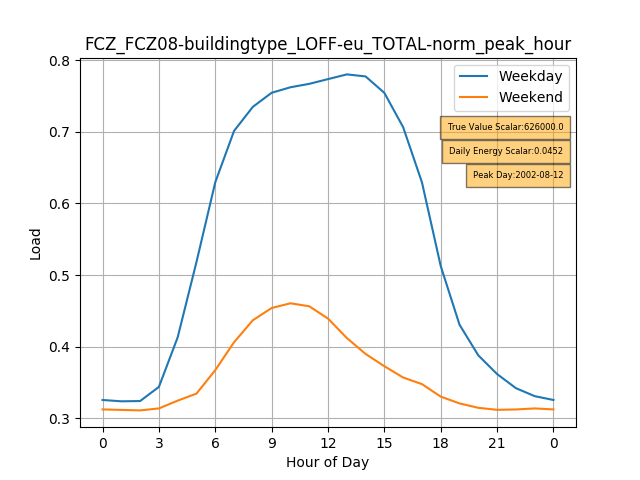 FCZ_FCZ08-buildingtype_LOFF-eu_TOTAL-norm_peak_hour
Weekday
Weekend
True Value Scalar:626000.0
Daily Energy Scalar:0.0452
Peak Day:2002-08-12
Load
0.8
0.7
0.6
0.5
0.4
0.3
0 3 6 9 12 15 18 21 0
Hour of Day